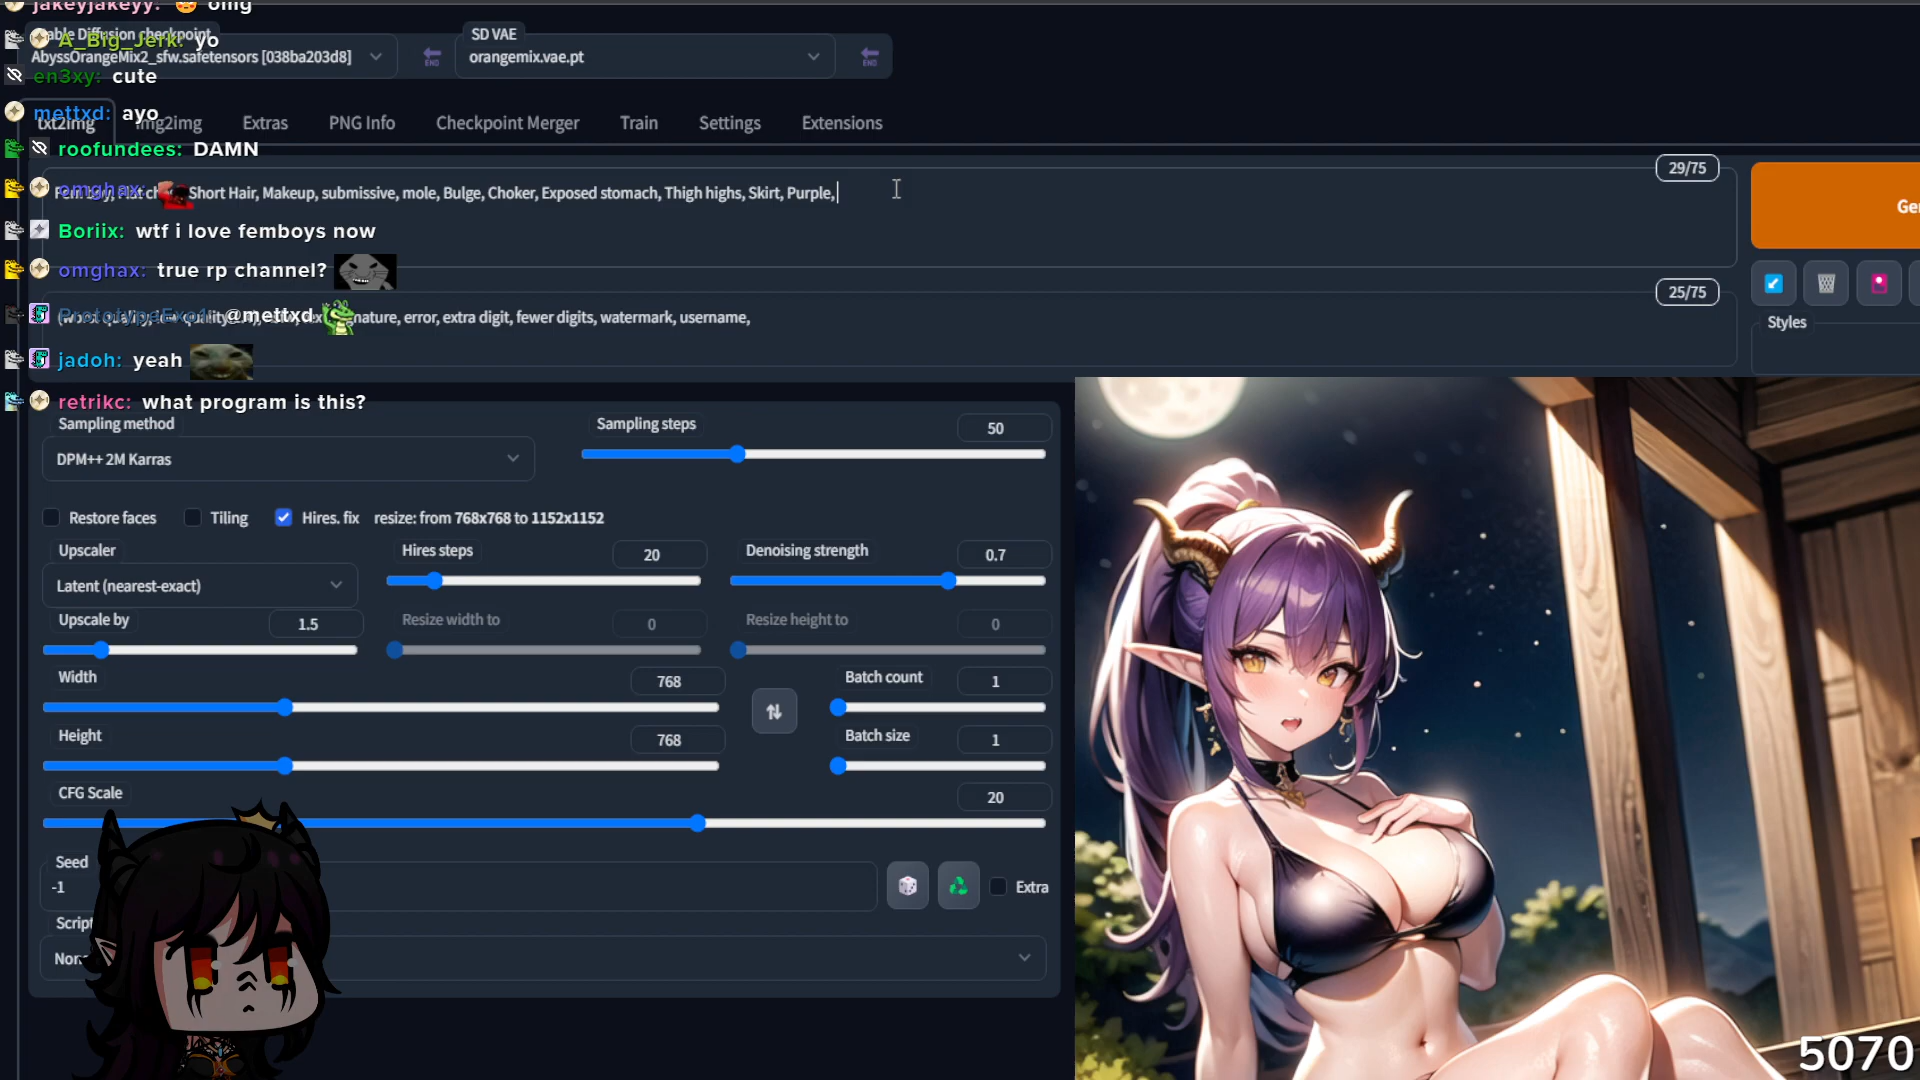 jakeyjakeyy: omg
Stable Diffusion checkpoint
SD VAE
A_Big_Jerk: yo
AbyssOrangeMix2_sfw.safetensors [038ba203d8]
END
orangemix.vae.pt
END
en3xy: cute
mettxd: ayo
txt2img
img2img
Extras
PNG Info
Checkpoint Merger
Train
Settings
Extensions
roofundees: DAMN
29/75
omghax:
Short Hair, Makeup, submissive, mole, Bulge, Choker, Exposed stomach, Thigh highs, Skirt, Purple,
Boriix: wtf i love femboys now
omghax: true rp channel?
25/75
@mettxd
error, extra digit, fewer digits, watermark, username,
Styles
jadoh: yeah
retrikc: what program is this?
Sampling method
Sampling steps
50
DPM++ 2M Karras
Restore faces
Tiling
Hires. fix
resize: from 768x768 to 1152x1152
Upscaler
Hires steps
20
Denoising strength
0.7
Latent (nearest-exact)
Upscale by
1.5
Resize width to
0
Resize height to
0
Width
768
Batch count
1
Height
768
Batch size
1
CFG Scale
20
Seed
-1
Extra
Script
5070